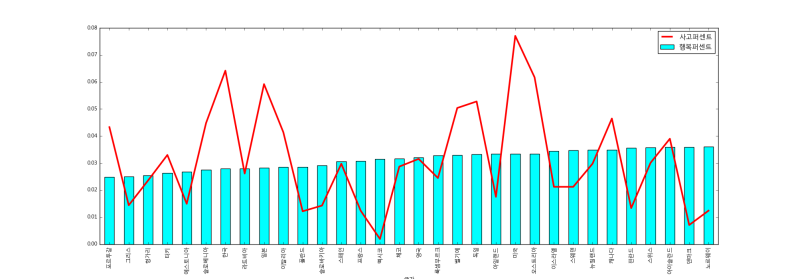 0.08
사고퍼센트
행복퍼센트
0.07
0.06
0.05
0.04
0.03
0.02
0.01
0.00
포르투갈
그리스
헝가리
터키
에스토니아
슬로베니아
한국
라트비아
일본
이탈리아
폴란드
슬로바키아
스페인
프랑스
멕시코
체코
영국
룩셈부르크
벨기에
독일
아일랜드
미국
오스트리아
이스라엘
스웨덴
뉴질랜드
캐나다
핀란드
스위스
아이슬란드
덴마크
노르웨이